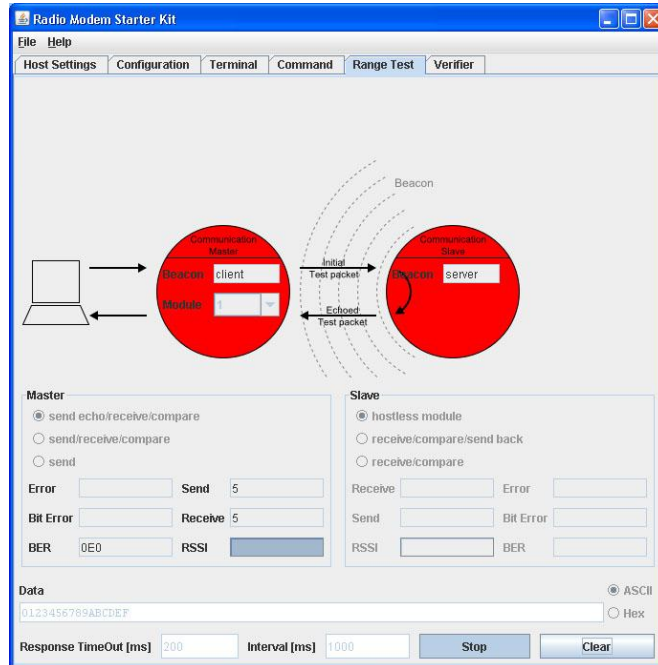 Radio Modem Starter Kit
File Help
Host Settings Configuration Terminal Command Range Test Verifier
Beacon
Communication Master
Communication Slave
Beacon client
Initial Test packet
Beacon server
Module 1
Echoed Test packet
Master
send echo/receive/compare
send/receive/compare
send
Error Send 5
Bit Error Receive 5
BER 0E0 RSSI
Slave
hostless module
receive/compare/send back
receive/compare
Receive Error
Send Bit Error
RSSI BER
Data
ASCII
0123456789ABCDEF
Hex
Response TimeOut [ms] 200 Interval [ms] 1000 Stop Clear